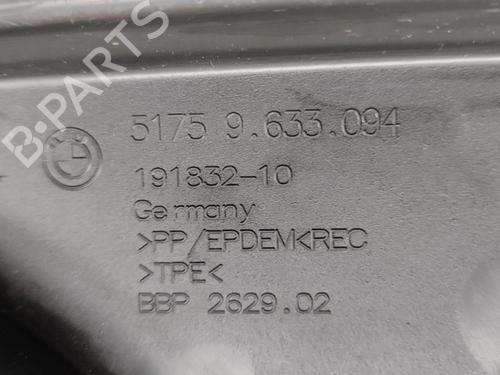 B-PARTS
5175 9.633.094
191832-10
Germany
>PP/EPDEM<REC
>TPE<
BBP 2629.02